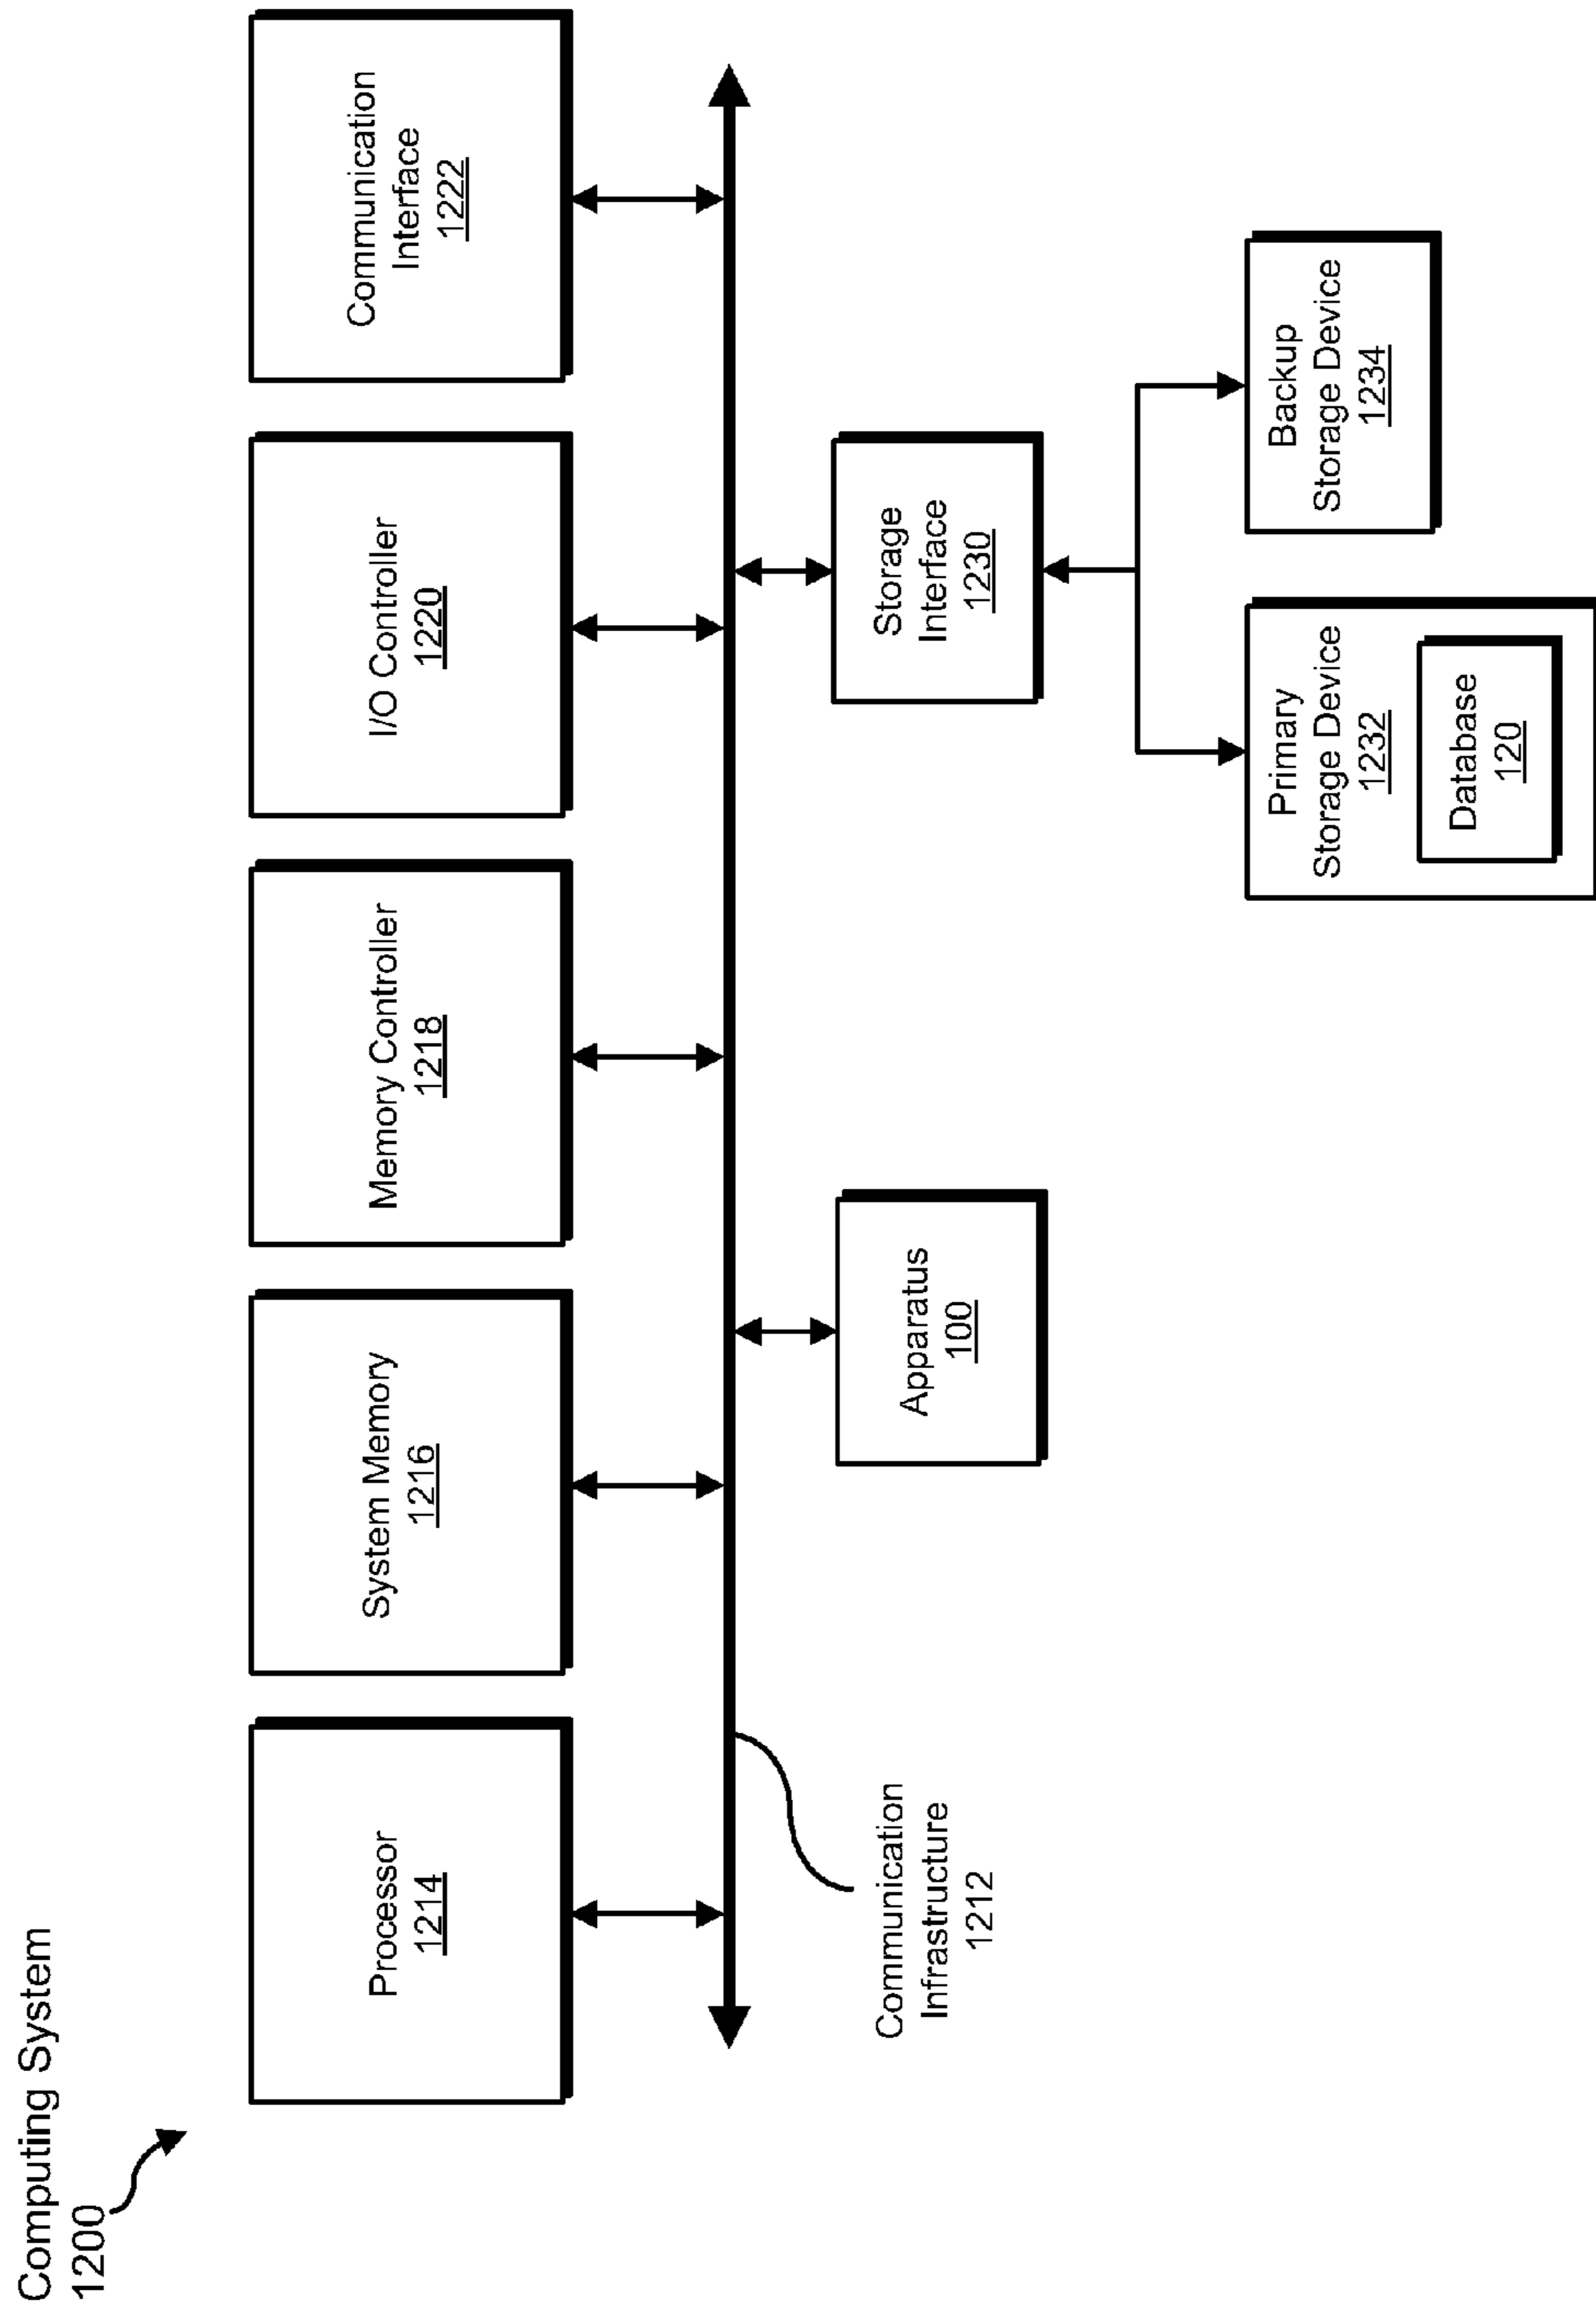 Computing System
1200
Processor
1214
System Memory
1216
Memory Controller
1218
I/O Controller
1220
Communication
Interface
1222
Communication
Infrastructure
1212
Apparatus
100
Storage
Interface
1230
Primary
Storage Device
1232
Database
120
Backup
Storage Device
1234